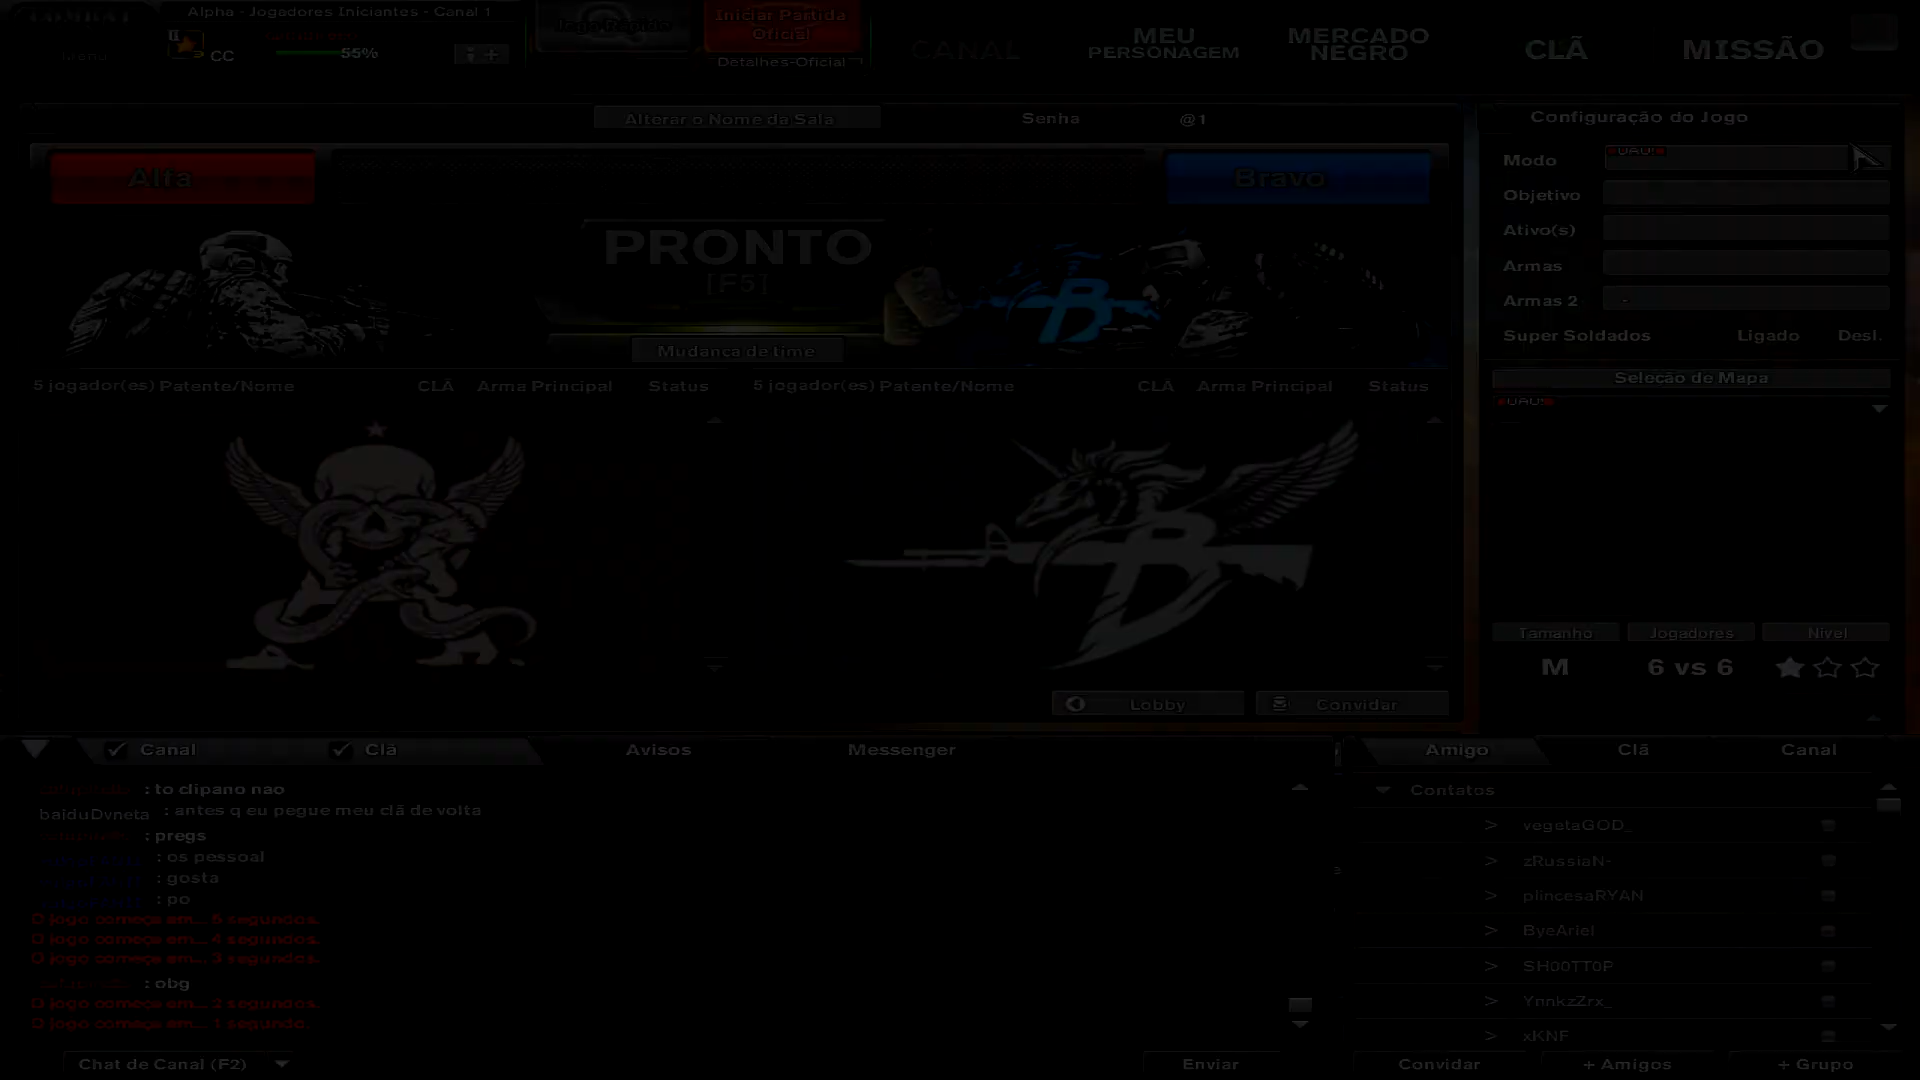 Alpha - Jogadores Iniciantes - Canal 1
CC
55%
Jogo Rápido
Iniciar Partida
Oficial
Detalhes-Oficial
CANAL
MEU
PERSONAGEM
MERCADO
NEGRO
CLÃ
MISSÃO
Alterar o Nome da Sala
Senha
@1
Alfa
Bravo
PRONTO
[F5]
Mudança de time
5 jogador(es) Patente/Nome CLÃ Arma Principal Status
5 jogador(es) Patente/Nome CLÃ Arma Principal Status
Lobby
Convidar
Configuração do Jogo
Modo
Objetivo
Ativo(s)
Armas
Armas 2 -
Super Soldados Ligado Desl.
Seleção de Mapa
Tamanho Jogadores Nível
M 6 vs 6
Canal
Clã
Avisos
Messenger
: to clipano nao
baiduDvneta : antes q eu pegue meu clã de volta
: pregs
: os pessoal
: gosta
: po
O jogo começa em... 5 segundos.
O jogo começa em... 4 segundos.
O jogo começa em... 3 segundos.
: obg
O jogo começa em... 2 segundos.
O jogo começa em... 1 segundo.
Chat de Canal (F2)
Enviar
Amigo
Clã
Canal
Contatos
> vegetaGOD_
> zRussiaN-
> plincesaRYAN
> ByeAriel
> SH00TT0P
> YnnkzZrx_
> xKNF
Convidar
+ Amigos
+ Grupo